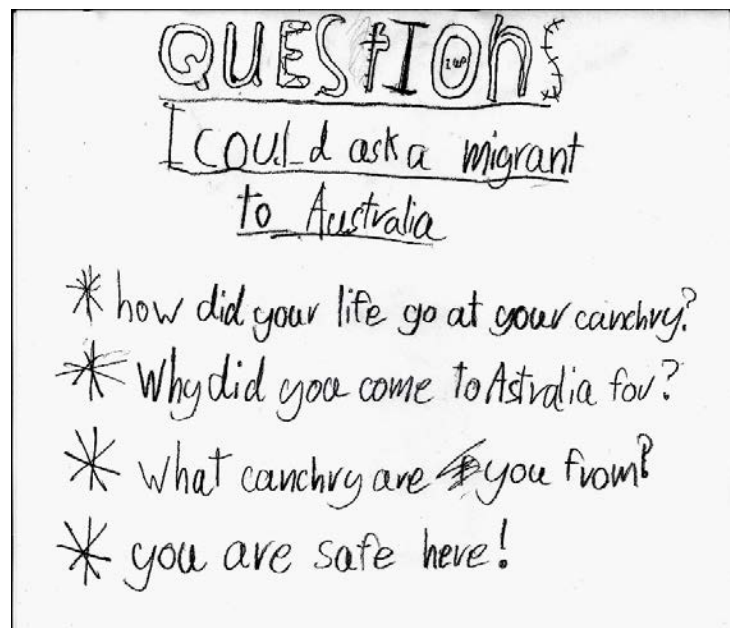 QUEStIOnS
I could ask a migrant
to Australia
* how did your life go at your canchry?
* Why did you come to Astralia for?
* What canchry are you from?
* you are safe here!